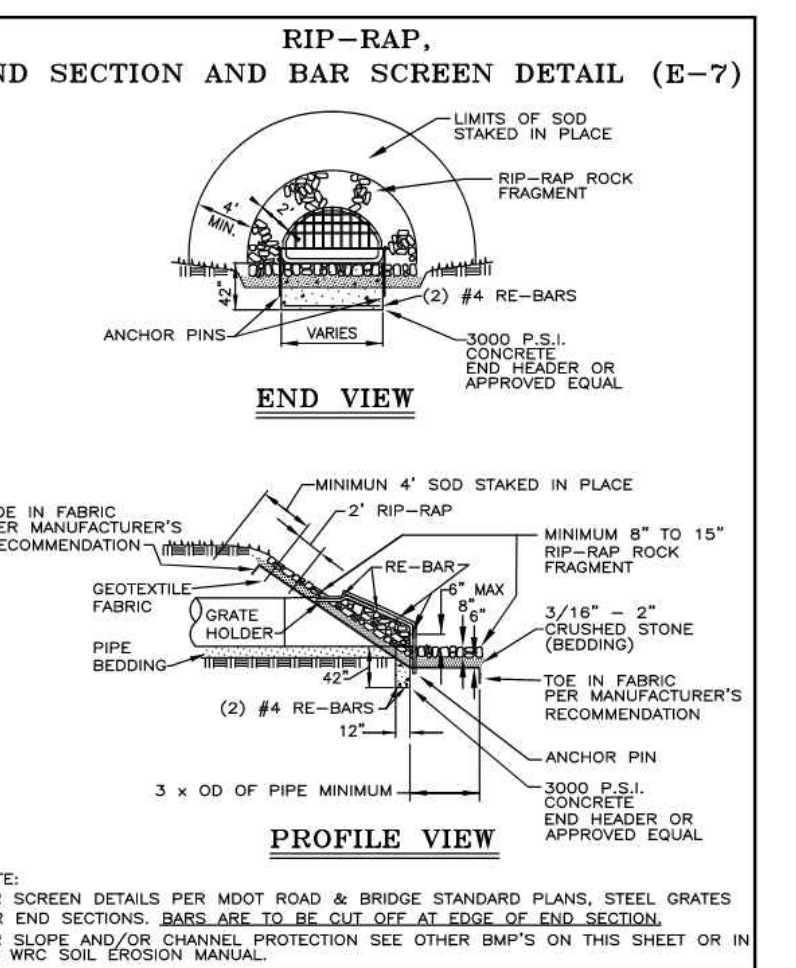 RIP-RAP,
ND SECTION AND BAR SCREEN DETAIL (E-7)
LIMITS OF SOD
STAKED IN PLACE
RIP-RAP ROCK
FRAGMENT
4'
MIN.
2'
42"
(2) #4 RE-BARS
ANCHOR PINS
VARIES
3000 P.S.I.
CONCRETE
END HEADER OR
APPROVED EQUAL
END VIEW
MINIMUN 4' SOD STAKED IN PLACE
OE IN FABRIC
ER MANUFACTURER'S
ECOMMENDATION
2' RIP-RAP
MINIMUM 8" TO 15"
RIP-RAP ROCK
FRAGMENT
RE-BAR
6" MAX
8"
6"
GEOTEXTILE
FABRIC
GRATE
HOLDER
3/16" - 2"
CRUSHED STONE
(BEDDING)
PIPE
BEDDING
42"
TOE IN FABRIC
PER MANUFACTURER'S
RECOMMENDATION
(2) #4 RE-BARS
12"
ANCHOR PIN
3 x OD OF PIPE MINIMUM
3000 P.S.I.
CONCRETE
END HEADER OR
APPROVED EQUAL
PROFILE VIEW
TE:
R SCREEN DETAILS PER MDOT ROAD & BRIDGE STANDARD PLANS, STEEL GRATES
R END SECTIONS. BARS ARE TO BE CUT OFF AT EDGE OF END SECTION.
R SLOPE AND/OR CHANNEL PROTECTION SEE OTHER BMP'S ON THIS SHEET OR IN
WRC SOIL EROSION MANUAL.